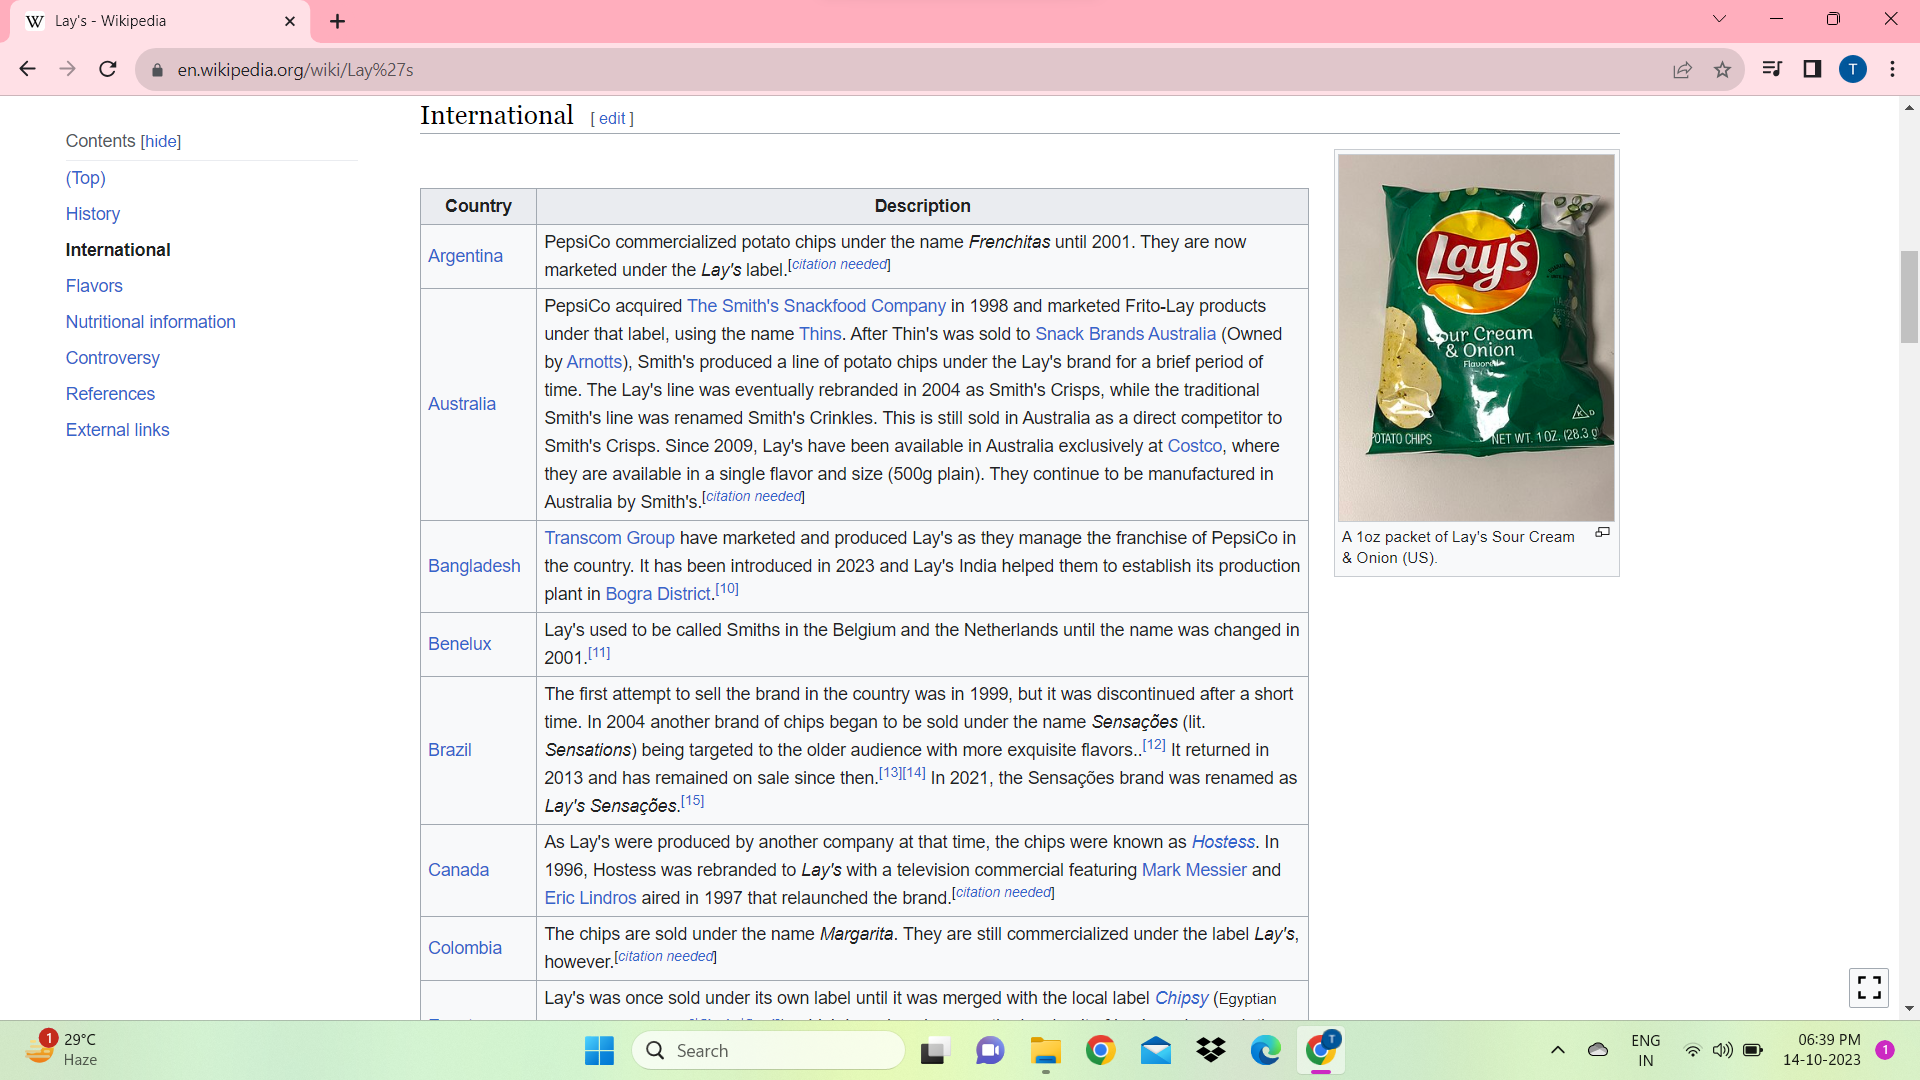 Lay's - Wikipedia
en.wikipedia.org/wiki/Lay%27s
T
Contents [hide]
(Top)
History
International
Flavors
Nutritional information
Controversy
References
External links
International [ edit ]
Country Description
Argentina
PepsiCo commercialized potato chips under the name Frenchitas until 2001. They are now
marketed under the Lay's label.[citation needed]
Australia
PepsiCo acquired The Smith's Snackfood Company in 1998 and marketed Frito-Lay products
under that label, using the name Thins. After Thin's was sold to Snack Brands Australia (Owned
by Arnotts), Smith's produced a line of potato chips under the Lay's brand for a brief period of
time. The Lay's line was eventually rebranded in 2004 as Smith's Crisps, while the traditional
Smith's line was renamed Smith's Crinkles. This is still sold in Australia as a direct competitor to
Smith's Crisps. Since 2009, Lay's have been available in Australia exclusively at Costco, where
they are available in a single flavor and size (500g plain). They continue to be manufactured in
Australia by Smith's.[citation needed]
Bangladesh
Transcom Group have marketed and produced Lay's as they manage the franchise of PepsiCo in
the country. It has been introduced in 2023 and Lay's India helped them to establish its production
plant in Bogra District.[10]
Benelux
Lay's used to be called Smiths in the Belgium and the Netherlands until the name was changed in
2001.[11]
Brazil
The first attempt to sell the brand in the country was in 1999, but it was discontinued after a short
time. In 2004 another brand of chips began to be sold under the name Sensações (lit.
Sensations) being targeted to the older audience with more exquisite flavors..[12] It returned in
2013 and has remained on sale since then.[13][14] In 2021, the Sensações brand was renamed as
Lay's Sensações.[15]
Canada
As Lay's were produced by another company at that time, the chips were known as Hostess. In
1996, Hostess was rebranded to Lay's with a television commercial featuring Mark Messier and
Eric Lindros aired in 1997 that relaunched the brand.[citation needed]
Colombia
The chips are sold under the name Margarita. They are still commercialized under the label Lay's,
however.[citation needed]
Lay's was once sold under its own label until it was merged with the local label Chipsy (Egyptian
Lay's
Sour Cream
& Onion
Flavored
POTATO CHIPS
NET WT. 1 OZ. (28.3 g)
A 1oz packet of Lay's Sour Cream
& Onion (US).
1
29°C
Haze
Search
T
ENG
IN
06:39 PM
14-10-2023
1